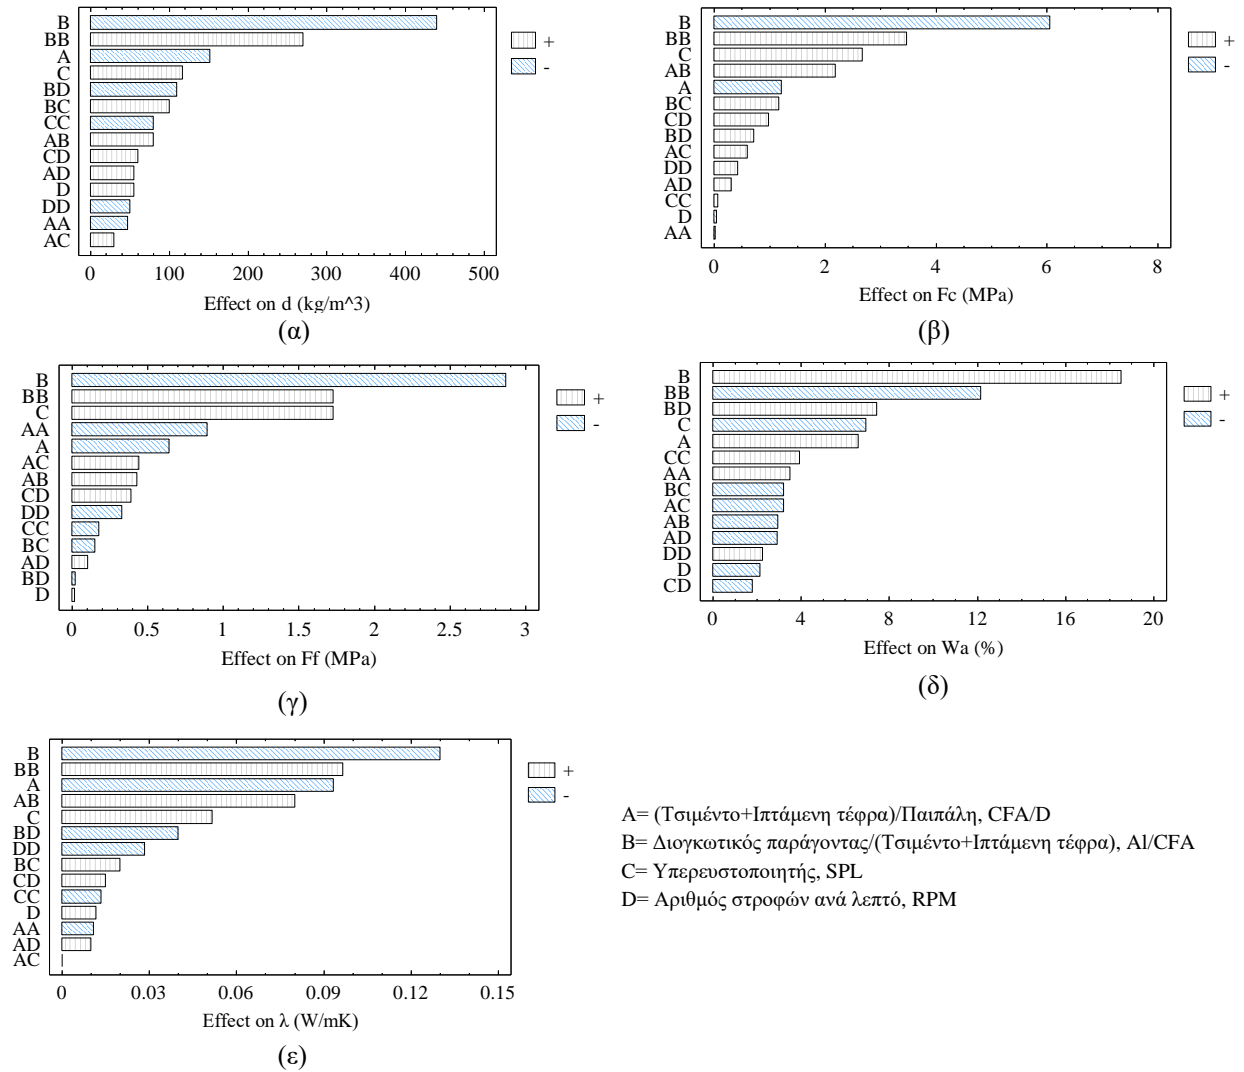 B
BB
A
C
BD
BC
CC
AB
CD
AD
D
DD
AA
AC
+
-
0 100 200 300 400 500
Effect on d (kg/m^3)
(α)
B
BB
C
AB
A
BC
CD
BD
AC
DD
AD
CC
D
AA
+
-
0 2 4 6 8
Effect on Fc (MPa)
(β)
B
BB
C
AA
A
AC
AB
CD
DD
CC
BC
AD
BD
D
+
-
0 0.5 1 1.5 2 2.5 3
Effect on Ff (MPa)
(γ)
B
BB
BD
C
A
CC
AA
BC
AC
AB
AD
DD
D
CD
+
-
0 4 8 12 16 20
Effect on Wa (%)
(δ)
B
BB
A
AB
C
BD
DD
BC
CD
CC
D
AA
AD
AC
+
-
0 0.03 0.06 0.09 0.12 0.15
Effect on λ (W/mK)
(ε)
A= (Τσιμέντο+Ιπτάμενη τέφρα)/Παιπάλη, CFA/D
B= Διογκωτικός παράγοντας/(Τσιμέντο+Ιπτάμενη τέφρα), Al/CFA
C= Υπερευστοποιητής, SPL
D= Αριθμός στροφών ανά λεπτό, RPM